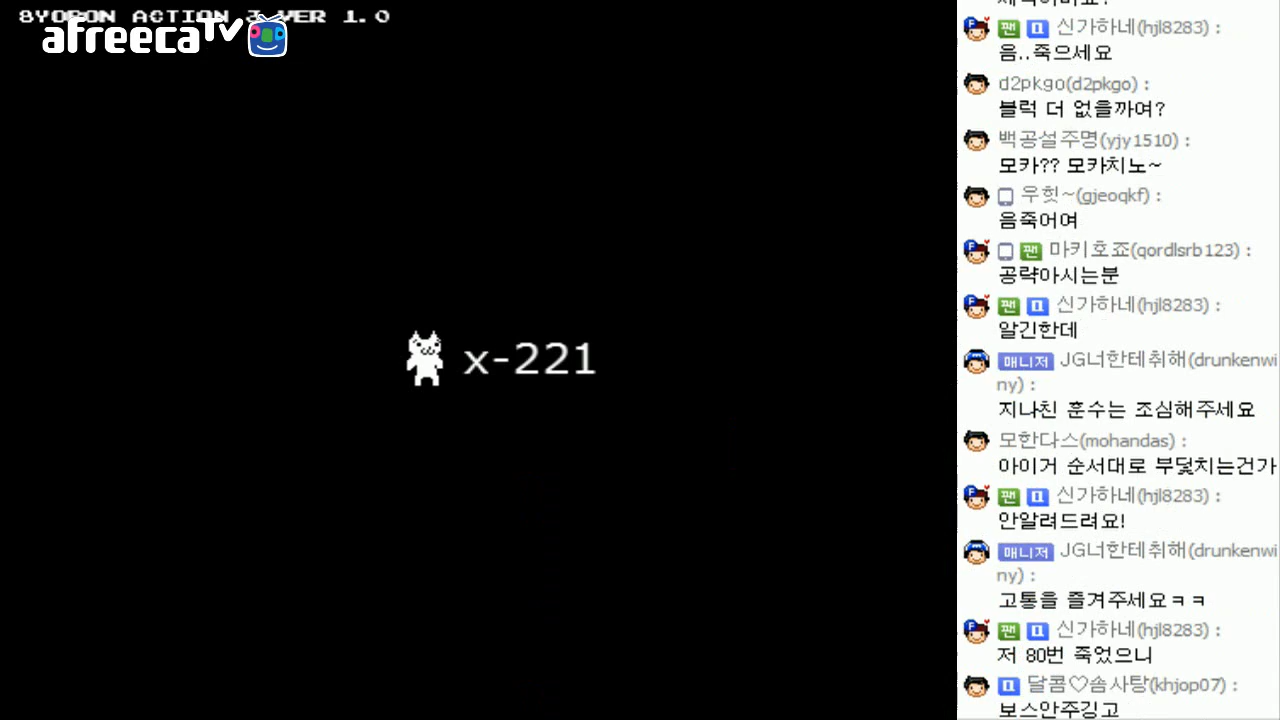 8YOBON ACTION 3 VER 1.0
afreecaTV
x-221
신가하네(hjl8283) :
음..죽으세요
d2pkgo(d2pkgo) :
블럭 더 없을까여?
백공설주명(yjy1510) :
모카?? 모카치노~
우헛~(gjeoqkf) :
음죽어여
팬 마키호죠(qordlsrb123) :
공략아시는분
팬 신가하네(hjl8283) :
알긴한데
매니저 JG너한테취해(drunkenwi
ny) :
지나친 훈수는 조심해주세요
모한다스(mohandas) :
아이거 순서대로 부딫치는건가
팬 신가하네(hjl8283) :
안알려드려요!
매니저 JG너한테취해(drunkenwi
ny) :
고통을 즐겨주세요ㅋㅋ
팬 신가하네(hjl8283) :
저 80번 죽었으니
달콤♡솜사탕(khjop07) :
보스안주깅고